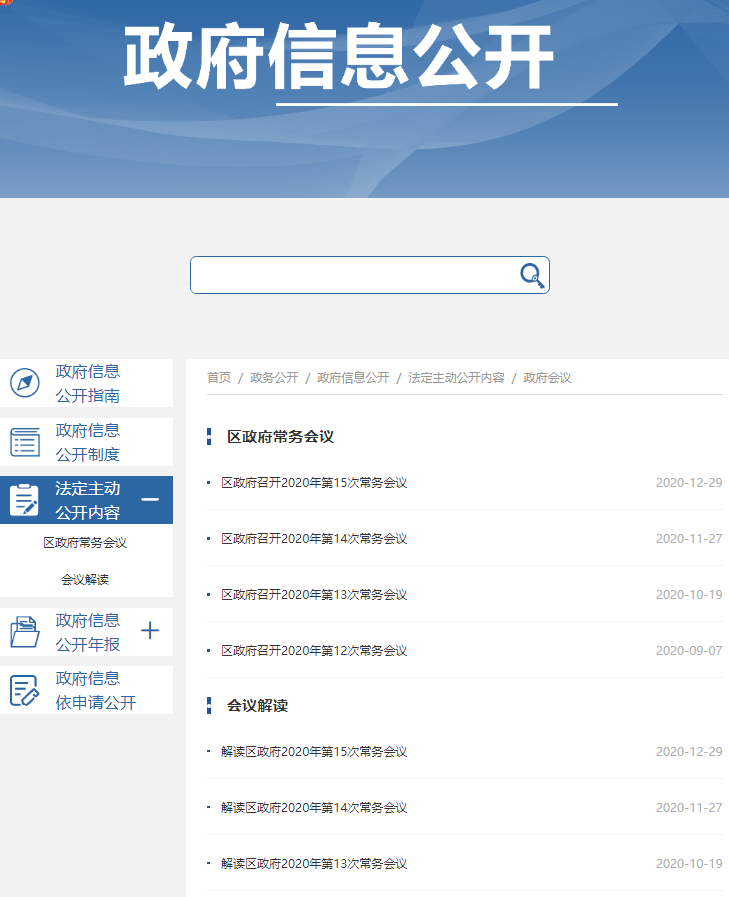 政府信息公开
政府信息
公开指南
政府信息
公开制度
法定主动
公开内容
区政府常务会议
会议解读
政府信息
公开年报
政府信息
依申请公开
首页 / 政务公开 / 政府信息公开 / 法定主动公开内容 / 政府会议
区政府常务会议
区政府召开2020年第15次常务会议 2020-12-29
区政府召开2020年第14次常务会议 2020-11-27
区政府召开2020年第13次常务会议 2020-10-19
区政府召开2020年第12次常务会议 2020-09-07
会议解读
解读区政府2020年第15次常务会议 2020-12-29
解读区政府2020年第14次常务会议 2020-11-27
解读区政府2020年第13次常务会议 2020-10-19